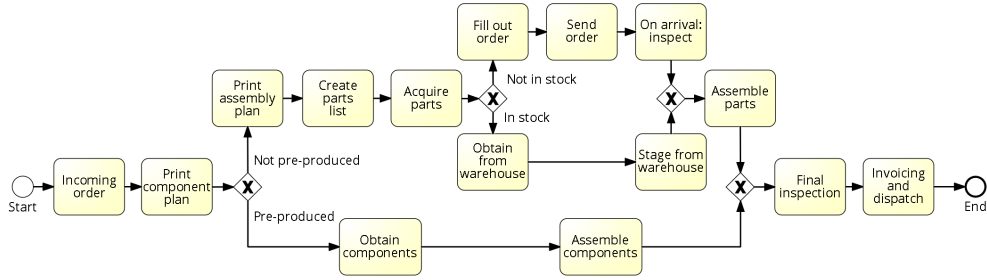 Fill out
order
Send
order
On arrival:
inspect
Print
assembly
plan
Create
parts
list
Acquire
parts
Not in stock
In stock
Assemble
parts
Obtain
from
warehouse
Stage from
warehouse
Not pre-produced
Start
Incoming
order
Print
component
plan
Pre-produced
Final
inspection
Invoicing
and
dispatch
End
Obtain
components
Assemble
components